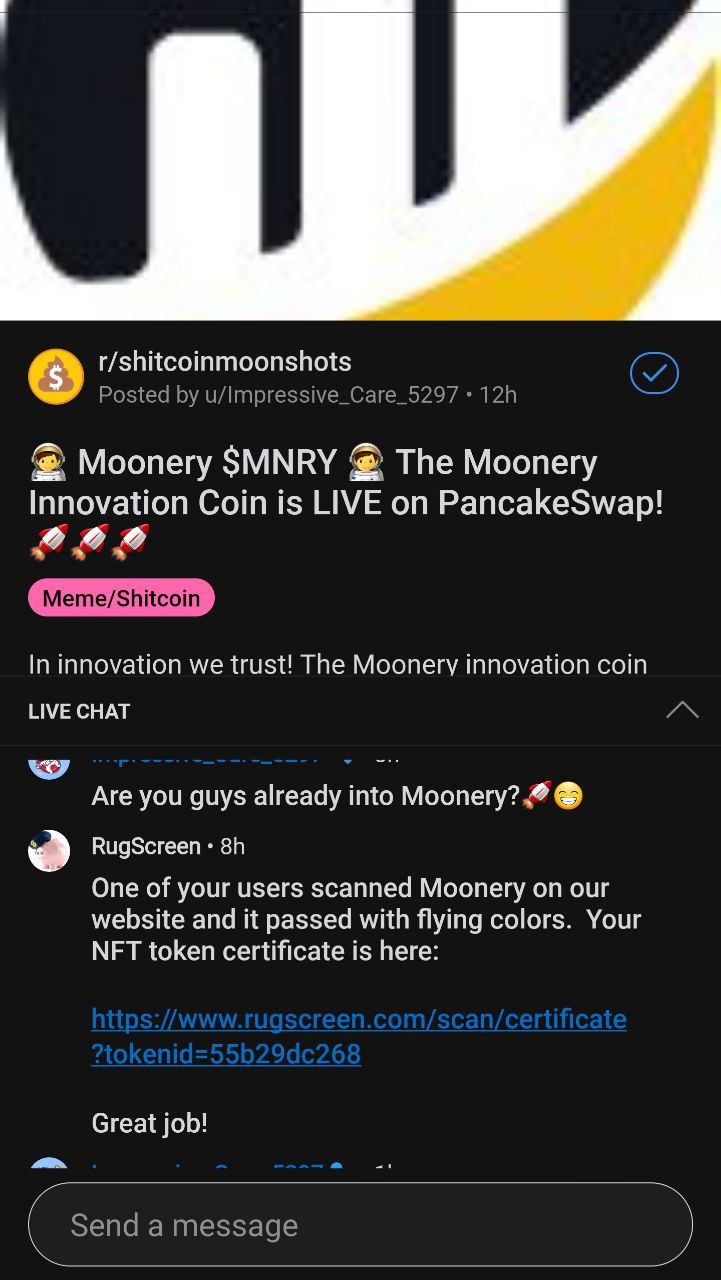 r/shitcoinmoonshots
Posted by u/Impressive_Care_5297 • 12h
🧑‍🚀 Moonery $MNRY 🧑‍🚀 The Moonery
Innovation Coin is LIVE on PancakeSwap!
🚀🚀🚀
Meme/Shitcoin
In innovation we trust! The Moonery innovation coin
LIVE CHAT
Are you guys already into Moonery?🚀😁
RugScreen • 8h
One of your users scanned Moonery on our
website and it passed with flying colors.  Your
NFT token certificate is here:
https://www.rugscreen.com/scan/certificate
?tokenid=55b29dc268
Great job!
Send a message